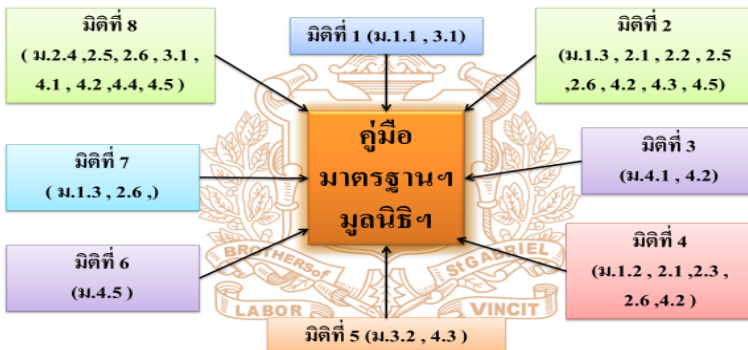 มิติที่ 8
( ม.2.4 ,2.5, 2.6 , 3.1 ,
4.1 , 4.2 ,4.4, 4.5 )
มิติที่ 1 (ม.1.1 , 3.1)
มิติที่ 2
(ม.1.3 , 2.1 , 2.2 , 2.5
,2.6 , 4.2 , 4.3 , 4.5)
คู่มือ
มาตรฐานฯ
มูลนิธิฯ
มิติที่ 7
( ม.1.3 , 2.6 ,)
มิติที่ 3
(ม.4.1 , 4.2)
มิติที่ 6
(ม.4.5 )
มิติที่ 4
(ม.1.2 , 2.1 ,2.3 ,
2.6 ,4.2 )
มิติที่ 5 (ม.3.2 , 4.3 )
BROTHERS of
St GABRIEL
LABOR
VINCIT